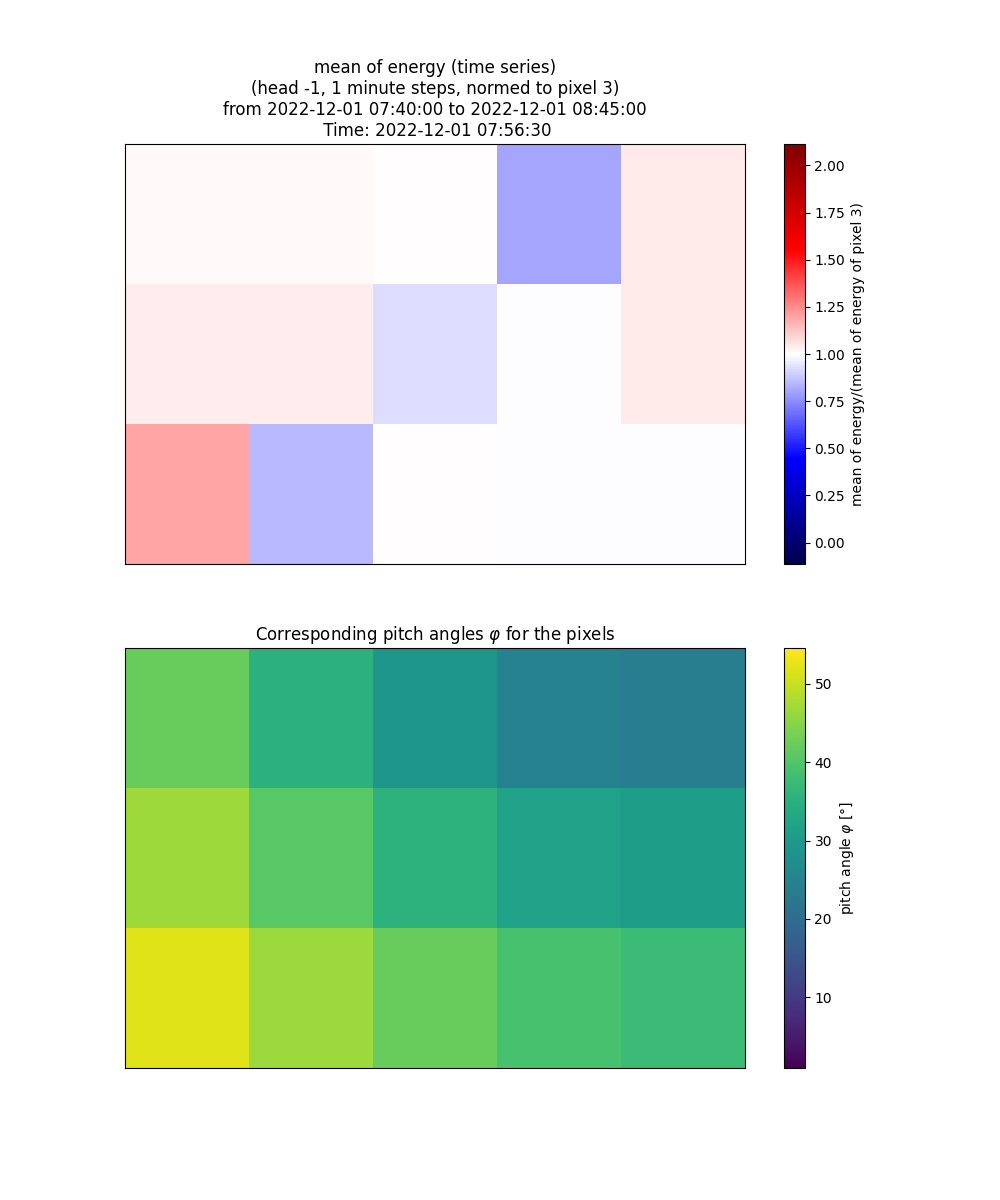 mean of energy (time series)
(head -1, 1 minute steps, normed to pixel 3)
from 2022-12-01 07:40:00 to 2022-12-01 08:45:00
Time: 2022-12-01 07:56:30
2.00
1.75
1.50
1.25
1.00
0.75
0.50
0.25
0.00
mean of energy/(mean of energy of pixel 3)
Corresponding pitch angles φ for the pixels
50
40
30
20
10
pitch angle φ [°]